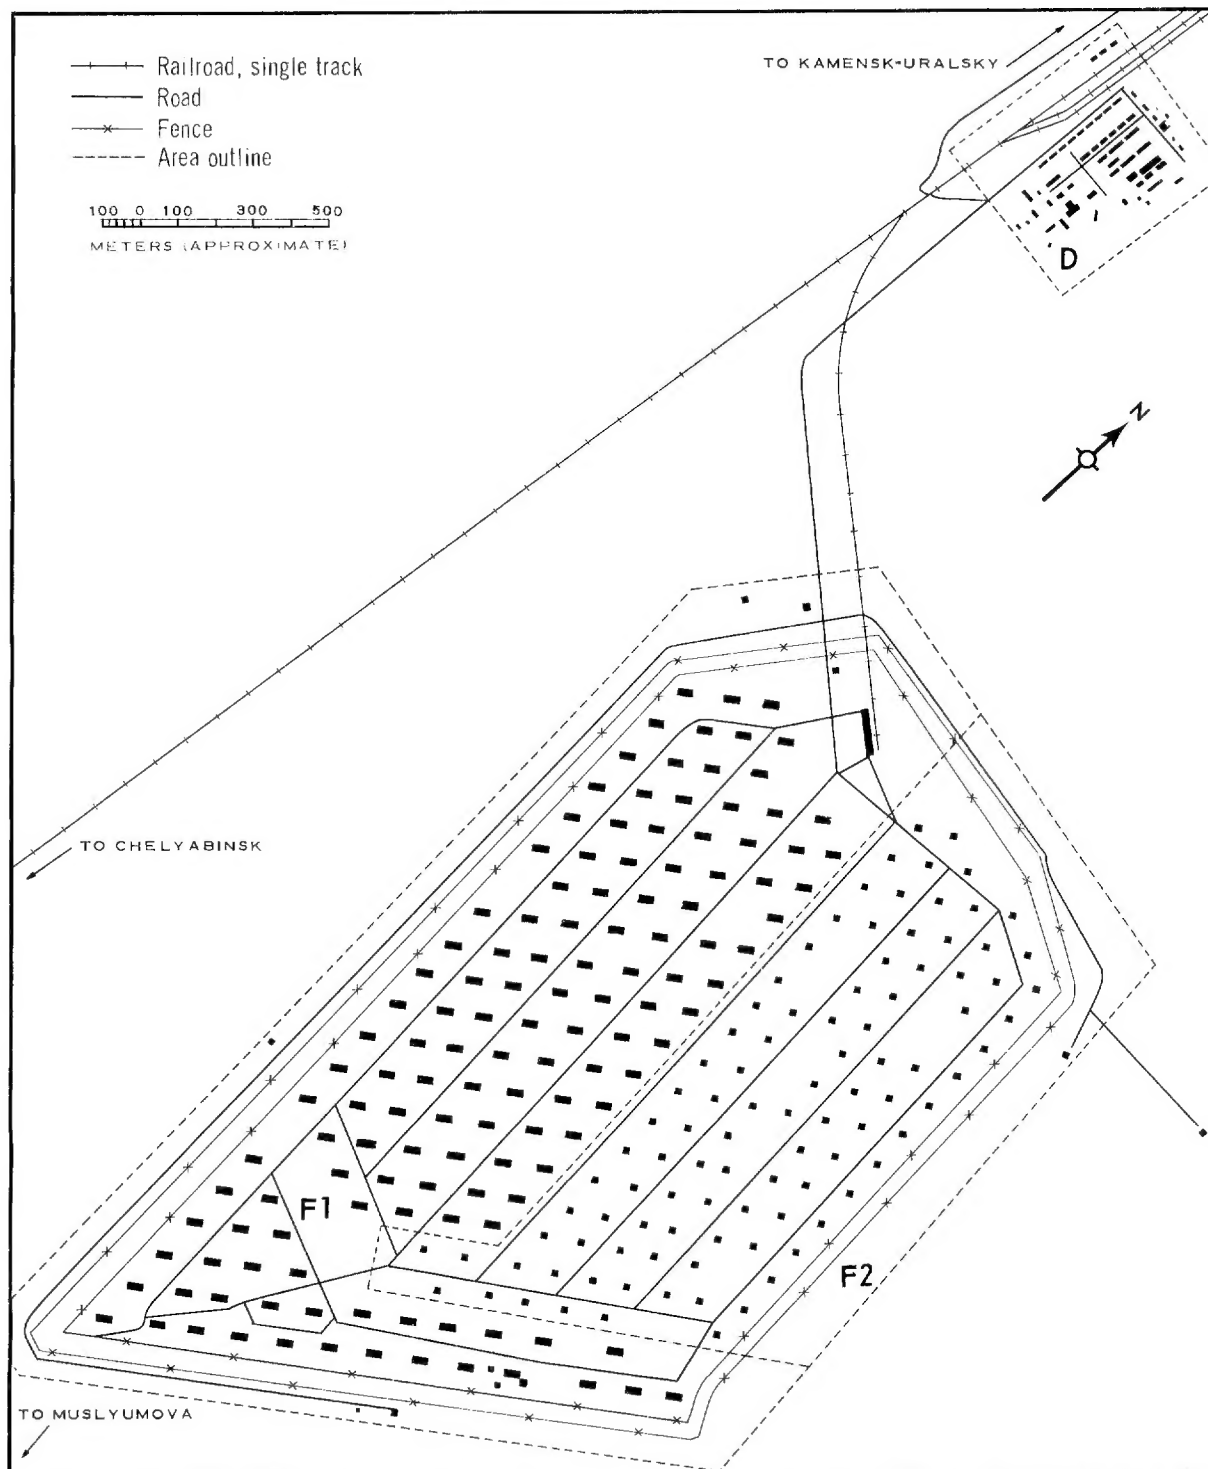 TO KAMENSK-URALSKY
Railroad, single track
Road
Fence
Area outline
100 0 100 300 500
METERS (APPROXIMATE)
D
N
TO CHELYABINSK
F1
F2
TO MUSLYUMOVA